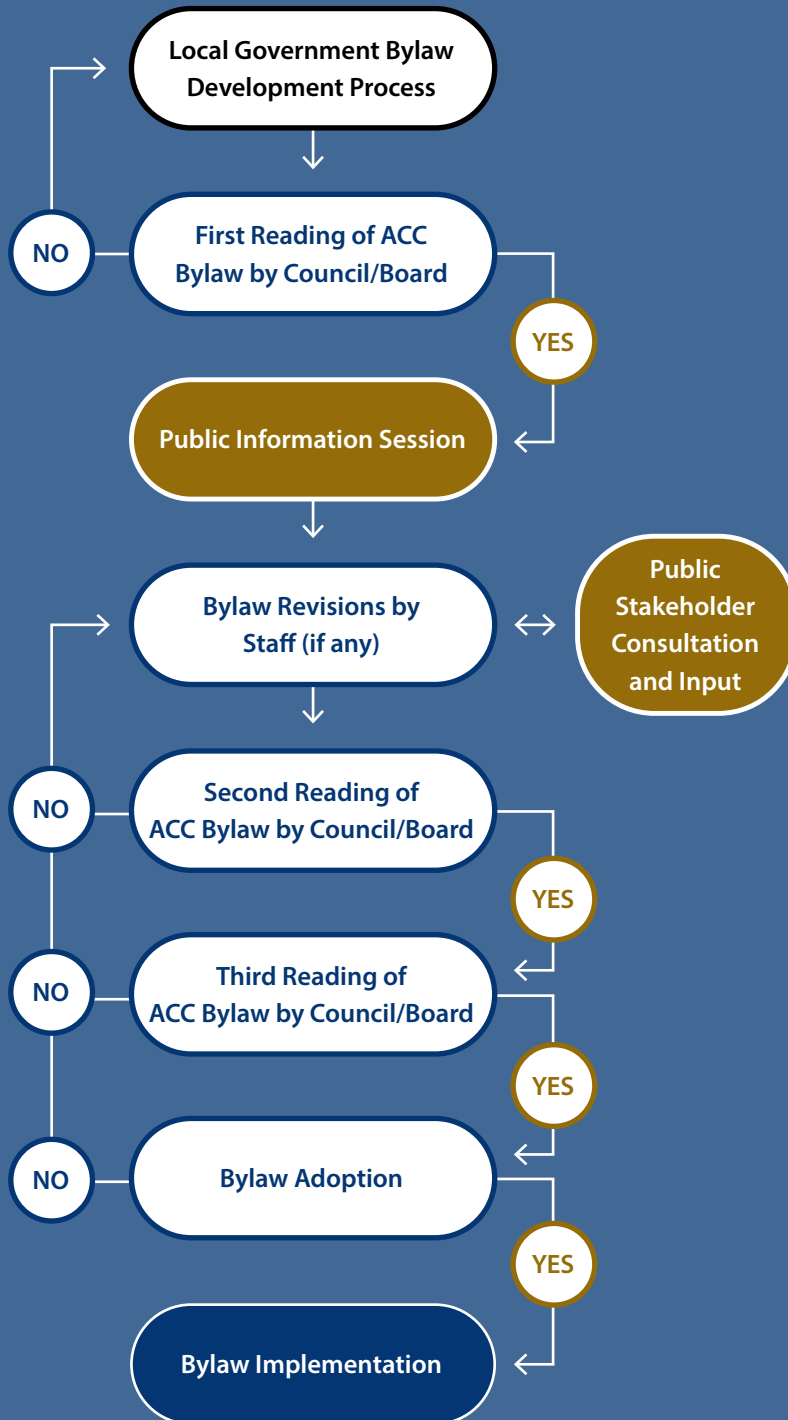 Local Government Bylaw
Development Process
NO
First Reading of ACC
Bylaw by Council/Board
YES
Public Information Session
Bylaw Revisions by
Staff (if any)
Public
Stakeholder
Consultation
and Input
NO
Second Reading of
ACC Bylaw by Council/Board
YES
NO
Third Reading of
ACC Bylaw by Council/Board
YES
NO
Bylaw Adoption
YES
Bylaw Implementation